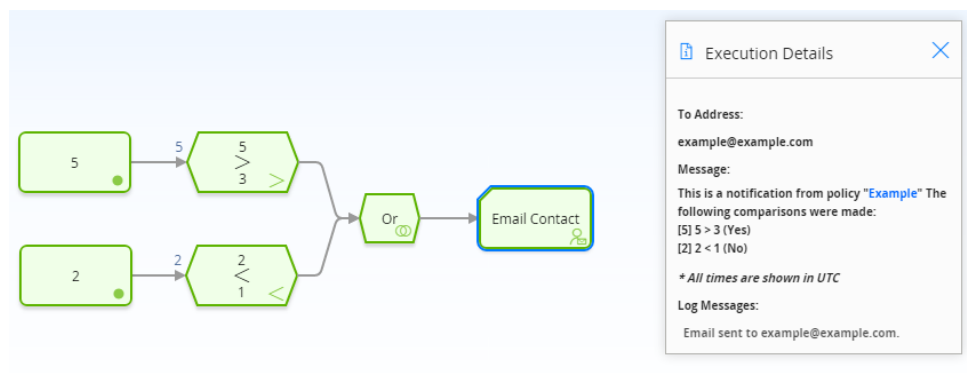 5
5
5
>
3
>
2
2
2
<
1
<
Or
Email Contact
Execution Details
To Address:
example@example.com
Message:
This is a notification from policy "Example" The
following comparisons were made:
[5] 5 > 3 (Yes)
[2] 2 < 1 (No)
* All times are shown in UTC
Log Messages:
Email sent to example@example.com.